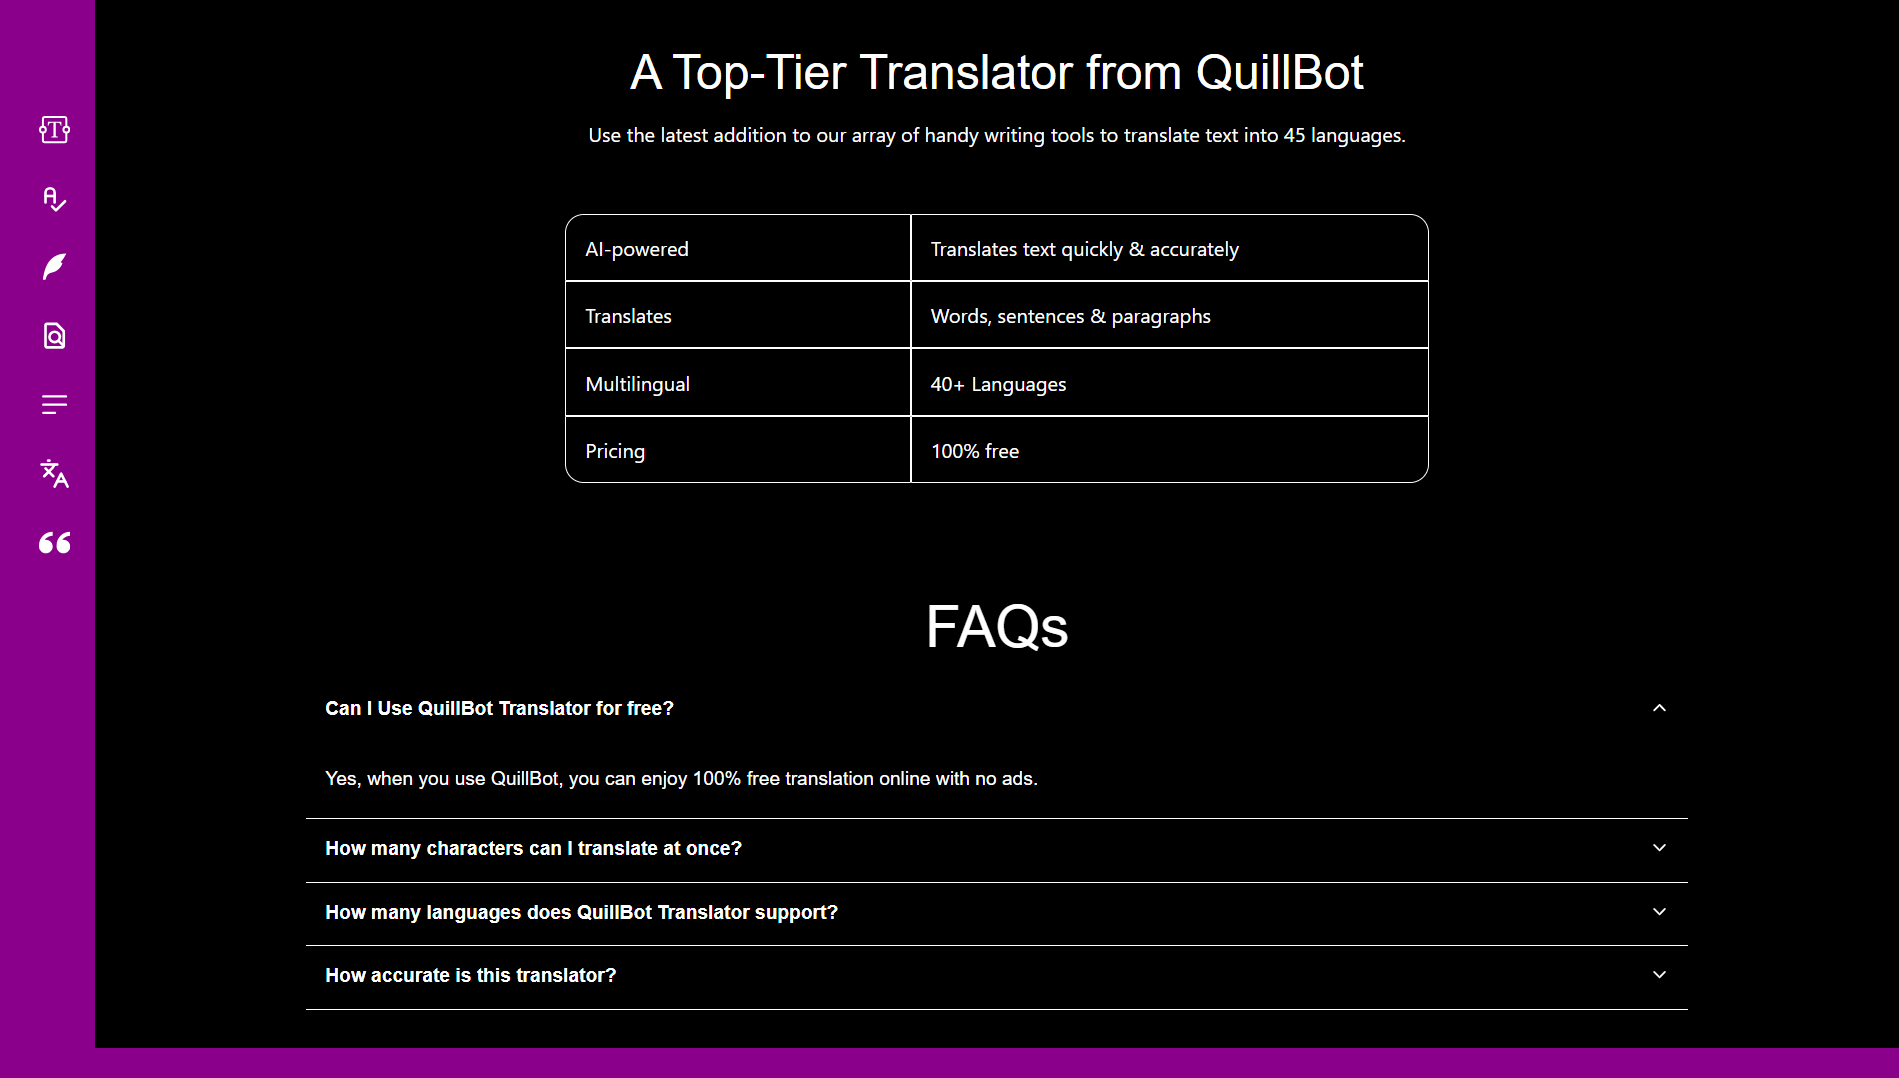 A Top-Tier Translator from QuillBot
Use the latest addition to our array of handy writing tools to translate text into 45 languages.
AI-powered
Translates text quickly & accurately
Translates
Words, sentences & paragraphs
Multilingual
40+ Languages
Pricing
100% free
FAQs
Can I Use QuillBot Translator for free?
Yes, when you use QuillBot, you can enjoy 100% free translation online with no ads.
How many characters can I translate at once?
How many languages does QuillBot Translator support?
How accurate is this translator?